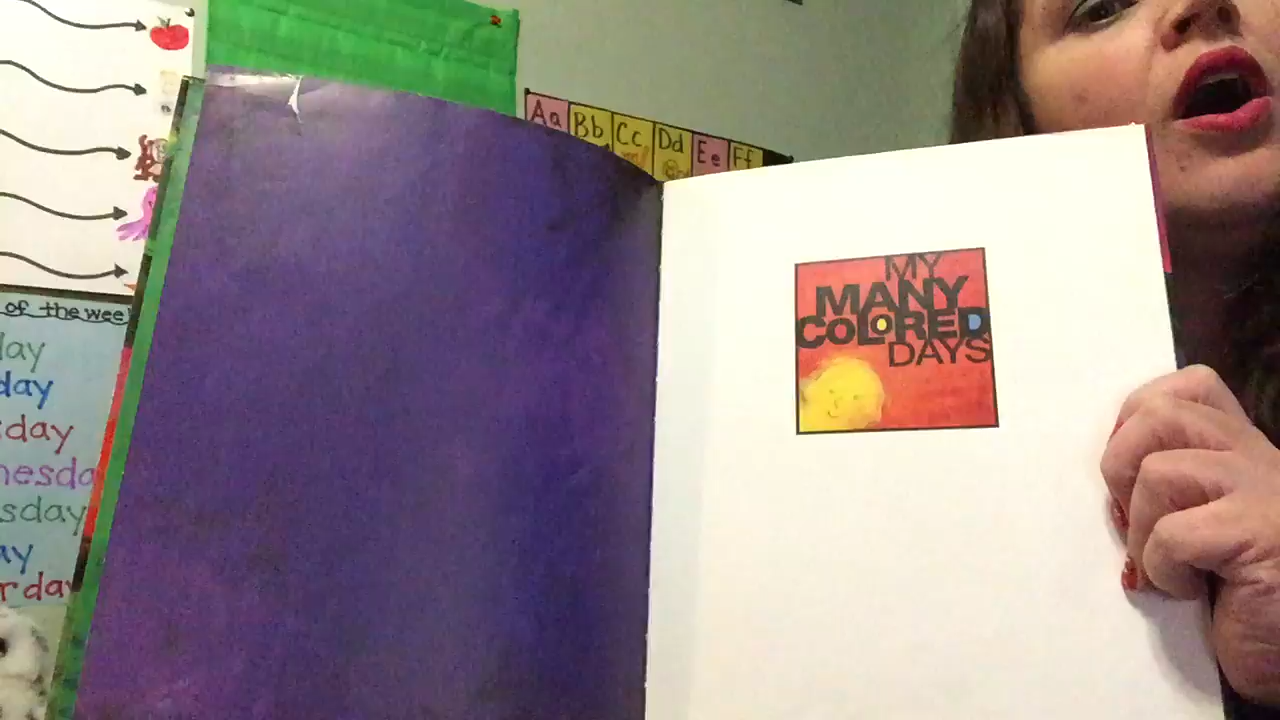 Aa Bb Cc Dd Ee Ff
MY
MANY
COLORED
DAYS
of the wee
day
day
sday
nesda
sday
ay
rday